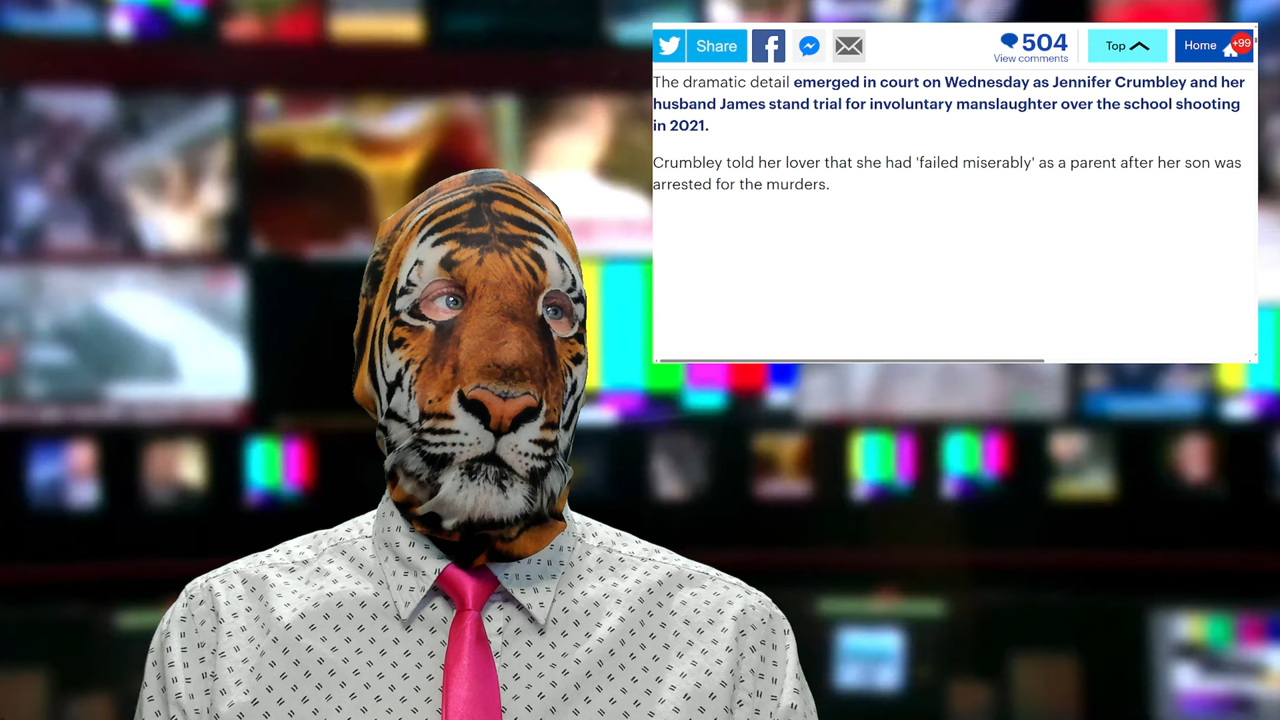 Share
504
View comments
Top
Home
+99
The dramatic detail emerged in court on Wednesday as Jennifer Crumbley and her
husband James stand trial for involuntary manslaughter over the school shooting
in 2021.
Crumbley told her lover that she had 'failed miserably' as a parent after her son was
arrested for the murders.